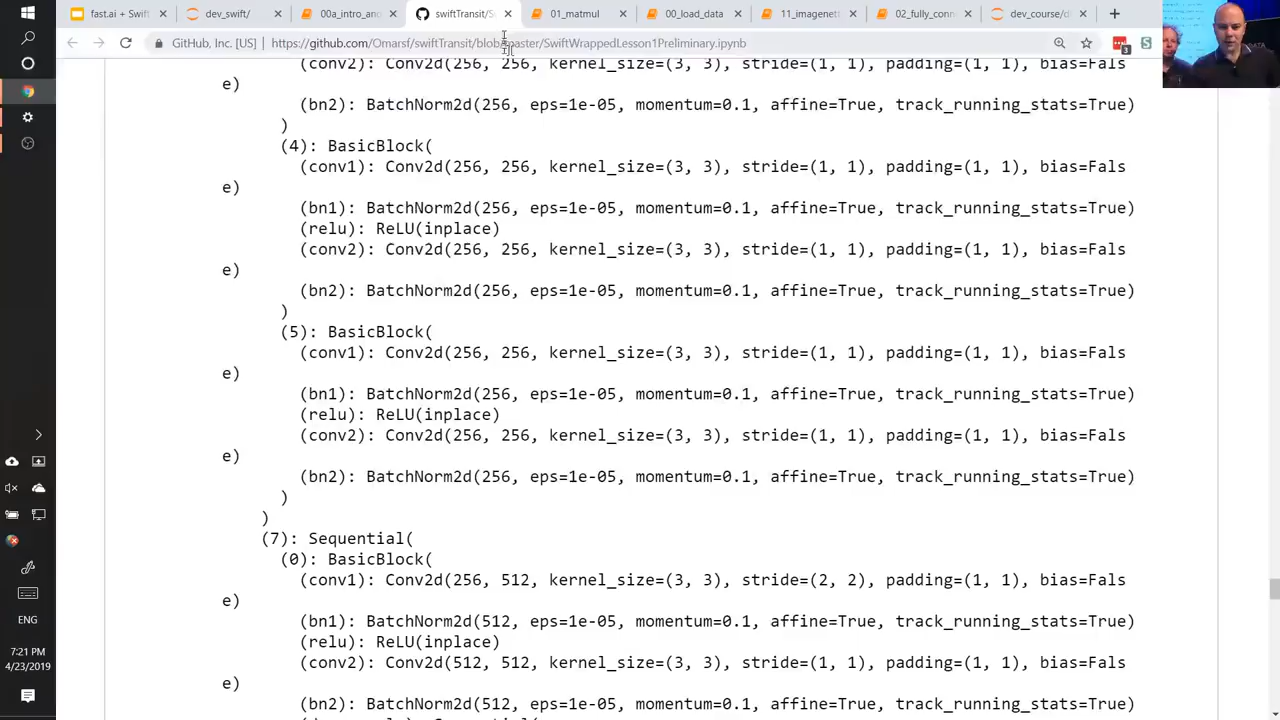 fast.ai + Swift
dev_swift/
00a_intro_and
swiftTransit/S
01_matmul
00_load_data
11_imagenet
dev_course/dl
GitHub, Inc. [US] | https://github.com/Omarsf/swiftTransit/blob/master/SwiftWrappedLesson1Preliminary.ipynb
3
DATA
(conv2): Conv2d(256, 256, kernel_size=(3, 3), stride=(1, 1), padding=(1, 1), bias=Fals
e)
(bn2): BatchNorm2d(256, eps=1e-05, momentum=0.1, affine=True, track_running_stats=True)
)
(4): BasicBlock(
(conv1): Conv2d(256, 256, kernel_size=(3, 3), stride=(1, 1), padding=(1, 1), bias=Fals
e)
(bn1): BatchNorm2d(256, eps=1e-05, momentum=0.1, affine=True, track_running_stats=True)
(relu): ReLU(inplace)
(conv2): Conv2d(256, 256, kernel_size=(3, 3), stride=(1, 1), padding=(1, 1), bias=Fals
e)
(bn2): BatchNorm2d(256, eps=1e-05, momentum=0.1, affine=True, track_running_stats=True)
)
(5): BasicBlock(
(conv1): Conv2d(256, 256, kernel_size=(3, 3), stride=(1, 1), padding=(1, 1), bias=Fals
e)
(bn1): BatchNorm2d(256, eps=1e-05, momentum=0.1, affine=True, track_running_stats=True)
(relu): ReLU(inplace)
(conv2): Conv2d(256, 256, kernel_size=(3, 3), stride=(1, 1), padding=(1, 1), bias=Fals
e)
(bn2): BatchNorm2d(256, eps=1e-05, momentum=0.1, affine=True, track_running_stats=True)
)
)
(7): Sequential(
(0): BasicBlock(
(conv1): Conv2d(256, 512, kernel_size=(3, 3), stride=(2, 2), padding=(1, 1), bias=Fals
e)
(bn1): BatchNorm2d(512, eps=1e-05, momentum=0.1, affine=True, track_running_stats=True)
(relu): ReLU(inplace)
(conv2): Conv2d(512, 512, kernel_size=(3, 3), stride=(1, 1), padding=(1, 1), bias=Fals
e)
(bn2): BatchNorm2d(512, eps=1e-05, momentum=0.1, affine=True, track_running_stats=True)
ENG
7:21 PM
4/23/2019